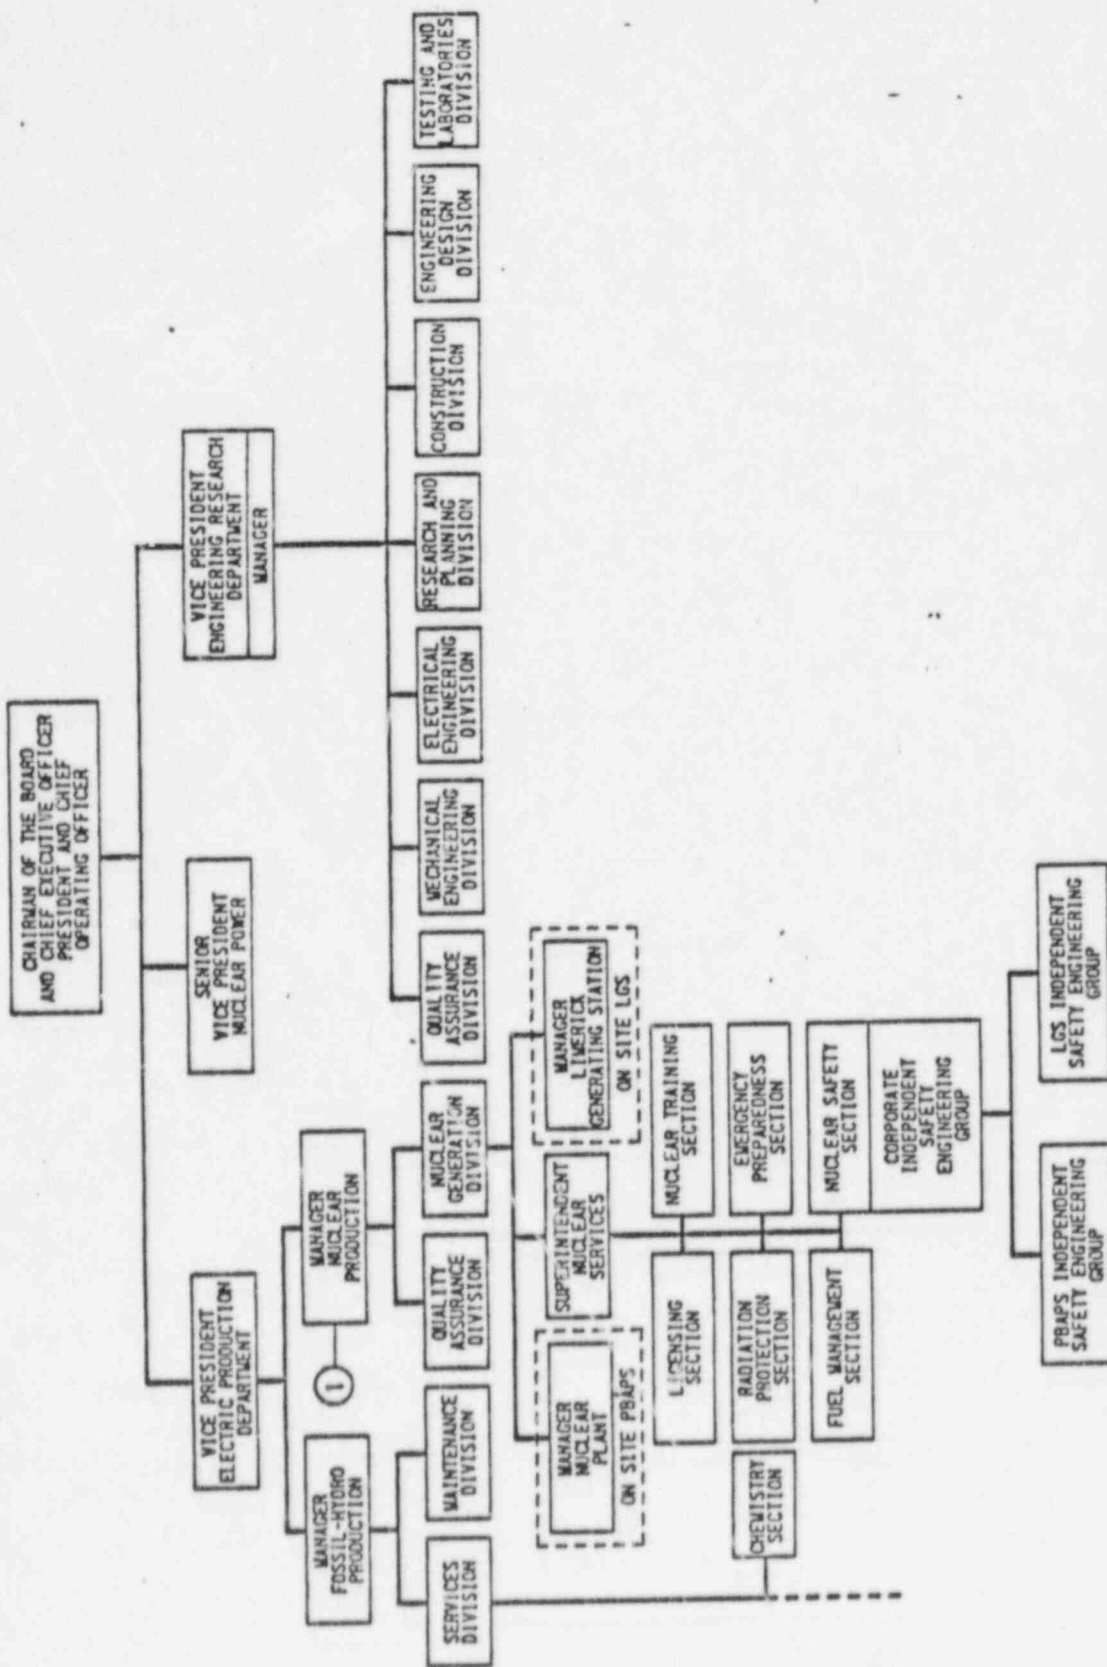 CHAIRMAN OF THE BOARD
AND CHIEF EXECUTIVE OFFICER
PRESIDENT AND CHIEF
OPERATING OFFICER
VICE PRESIDENT
ELECTRIC PRODUCTION
DEPARTMENT
SENIOR
VICE PRESIDENT
NUCLEAR POWER
VICE PRESIDENT
ENGINEERING RESEARCH
DEPARTMENT
MANAGER
MANAGER
FOSSIL-HYDRO
PRODUCTION
1
MANAGER
NUCLEAR
PRODUCTION
SERVICES
DIVISION
MAINTENANCE
DIVISION
QUALITY
ASSURANCE
DIVISION
NUCLEAR
GENERATION
DIVISION
QUALITY
ASSURANCE
DIVISION
MECHANICAL
ENGINEERING
DIVISION
ELECTRICAL
ENGINEERING
DIVISION
RESEARCH AND
PLANNING
DIVISION
CONSTRUCTION
DIVISION
ENGINEERING
DESIGN
DIVISION
TESTING AND
LABORATORIES
DIVISION
MANAGER
NUCLEAR
PLANT
ON SITE PBAPS
SUPERINTENDENT
NUCLEAR
SERVICES
MANAGER
LIMERICK
GENERATING STATION
ON SITE LGS
LICENSING
SECTION
NUCLEAR TRAINING
SECTION
CHEMISTRY
SECTION
RADIATION
PROTECTION
SECTION
EMERGENCY
PREPAREDNESS
SECTION
FUEL MANAGEMENT
SECTION
NUCLEAR SAFETY
SECTION
CORPORATE
INDEPENDENT
SAFETY
ENGINEERING
GROUP
PBAPS INDEPENDENT
SAFETY ENGINEERING
GROUP
LGS INDEPENDENT
SAFETY ENGINEERING
GROUP